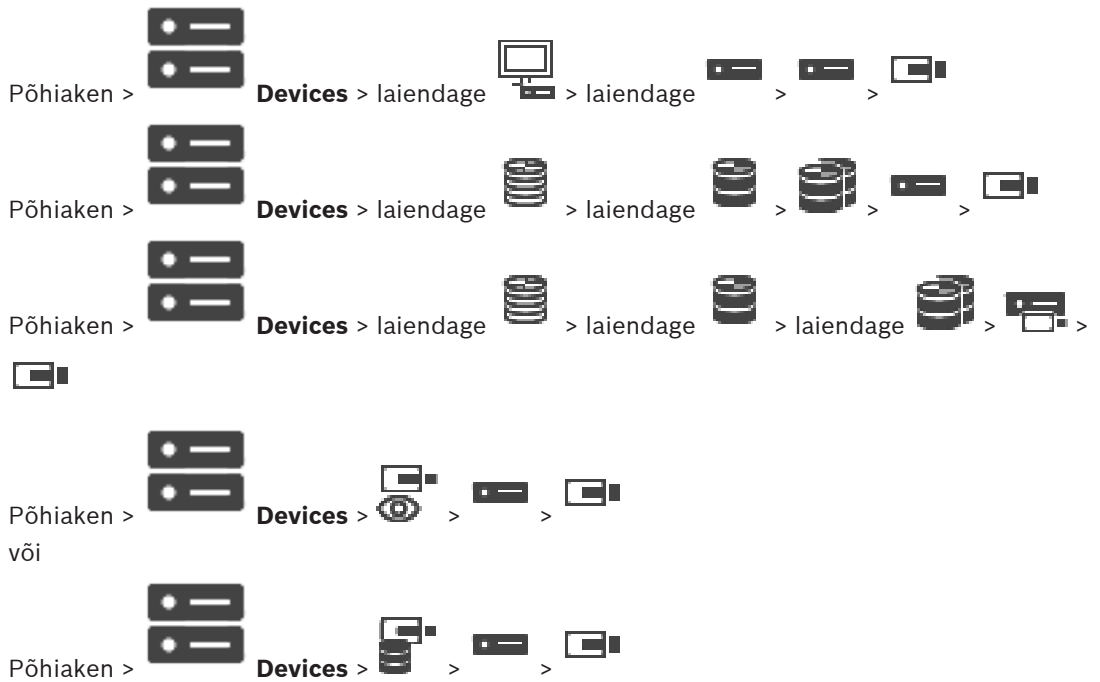 Põhiaken > Devices > laiendage > laiendage > >
Põhiaken > Devices > laiendage > laiendage > > >
Põhiaken > Devices > laiendage > laiendage > laiendage > >
Põhiaken > Devices > > >
või
Põhiaken > Devices > > >